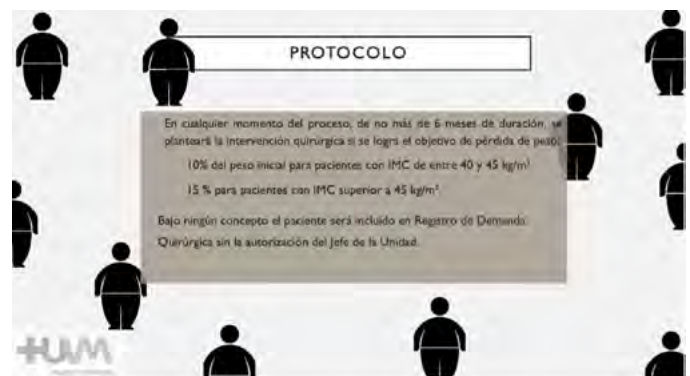 PROTOCOLO
En cualquier momento del proceso, de no más de 6 meses de duración, se
planteará la intervención quirúrgica si se logra el objetivo de pérdida de peso:
10% del peso inicial para pacientes con IMC de entre 40 y 45 kg/m²
15 % para pacientes con IMC superior a 45 kg/m².
Bajo ningún concepto el paciente será incluido en Registro de Demanda
Quirúrgica sin la autorización del Jefe de la Unidad.